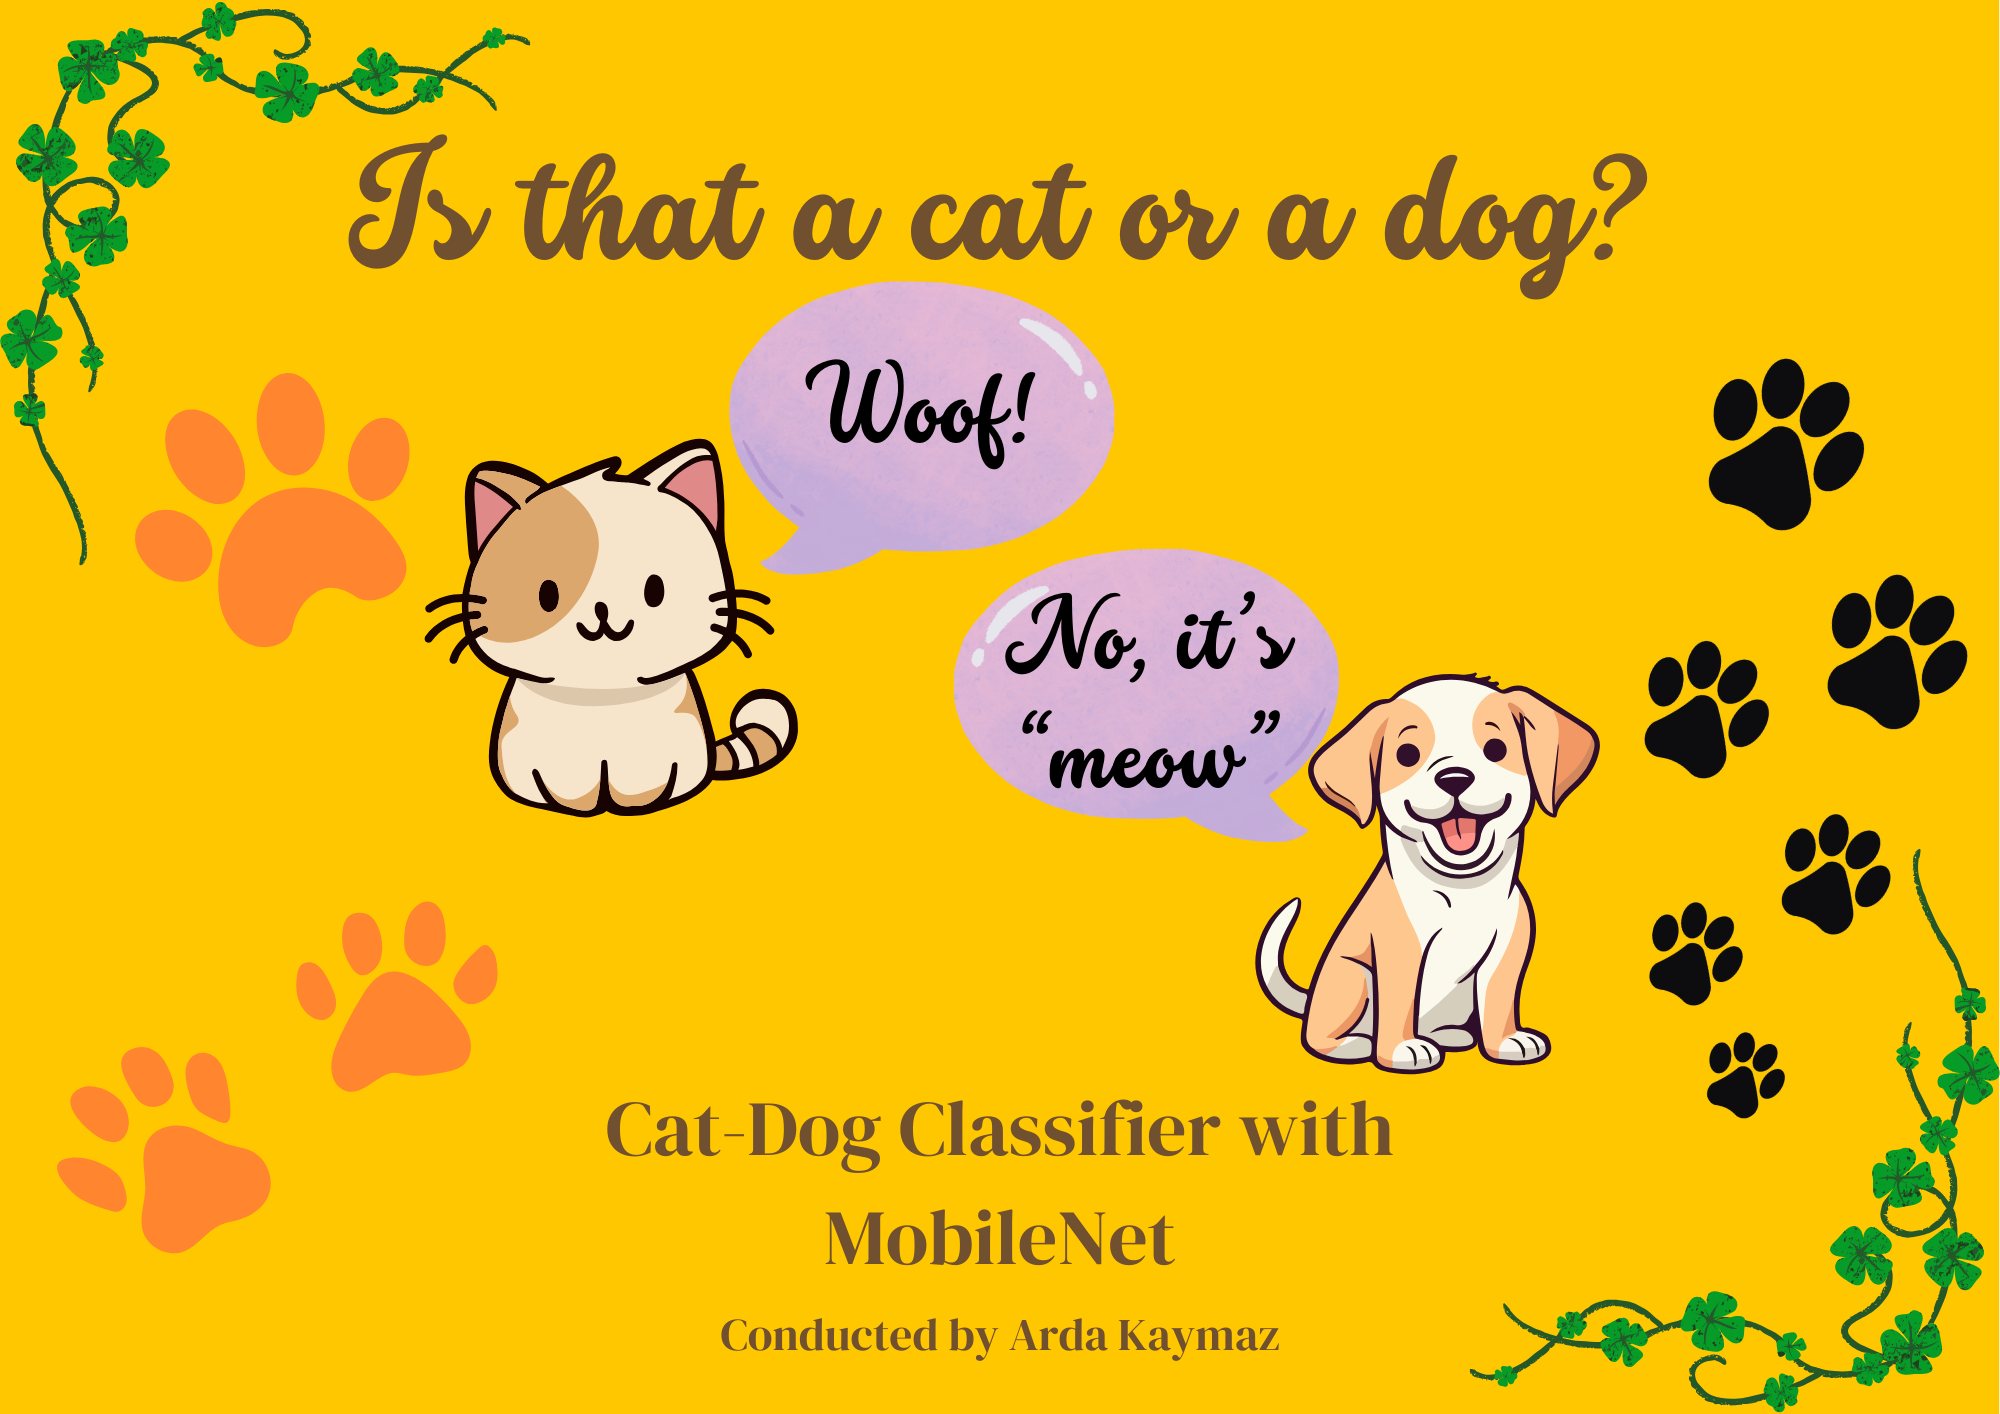 Is that a cat or a dog?
Woof!
No, it's
“meow”
Cat-Dog Classifier with
MobileNet
Conducted by Arda Kaymaz